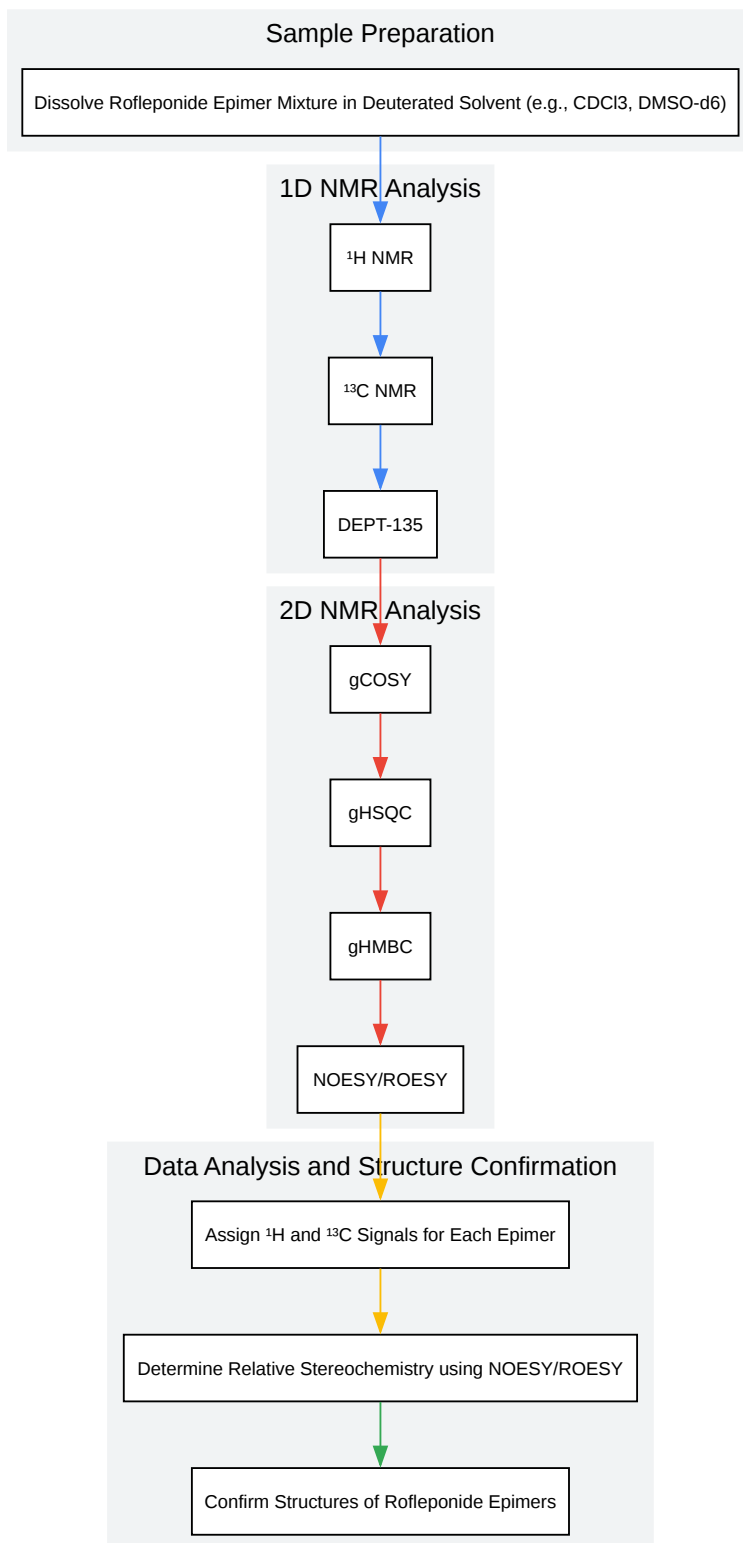 Sample Preparation
Dissolve Rofleponide Epimer Mixture in Deuterated Solvent (e.g., CDCl3, DMSO-d6)
1D NMR Analysis
¹H NMR
¹³C NMR
DEPT-135
2D NMR Analysis
gCOSY
gHSQC
gHMBC
NOESY/ROESY
Data Analysis and Structure Confirmation
Assign ¹H and ¹³C Signals for Each Epimer
Determine Relative Stereochemistry using NOESY/ROESY
Confirm Structures of Rofleponide Epimers